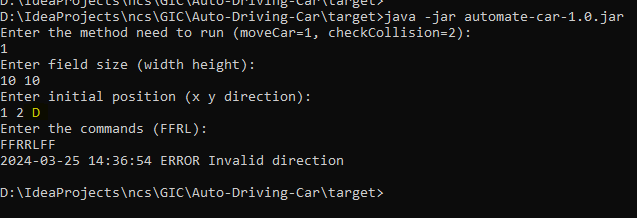 D:\IdeaProjects\ncs\GIC\Auto-Driving-Car\target>
D:\IdeaProjects\ncs\GIC\Auto-Driving-Car\target>java -jar automate-car-1.0.jar
Enter the method need to run (moveCar=1, checkCollision=2):
1
Enter field size (width height):
10 10
Enter initial position (x y direction):
1 2 D
Enter the commands (FFRL):
FFRRLFF
2024-03-25 14:36:54 ERROR Invalid direction
D:\IdeaProjects\ncs\GIC\Auto-Driving-Car\target>